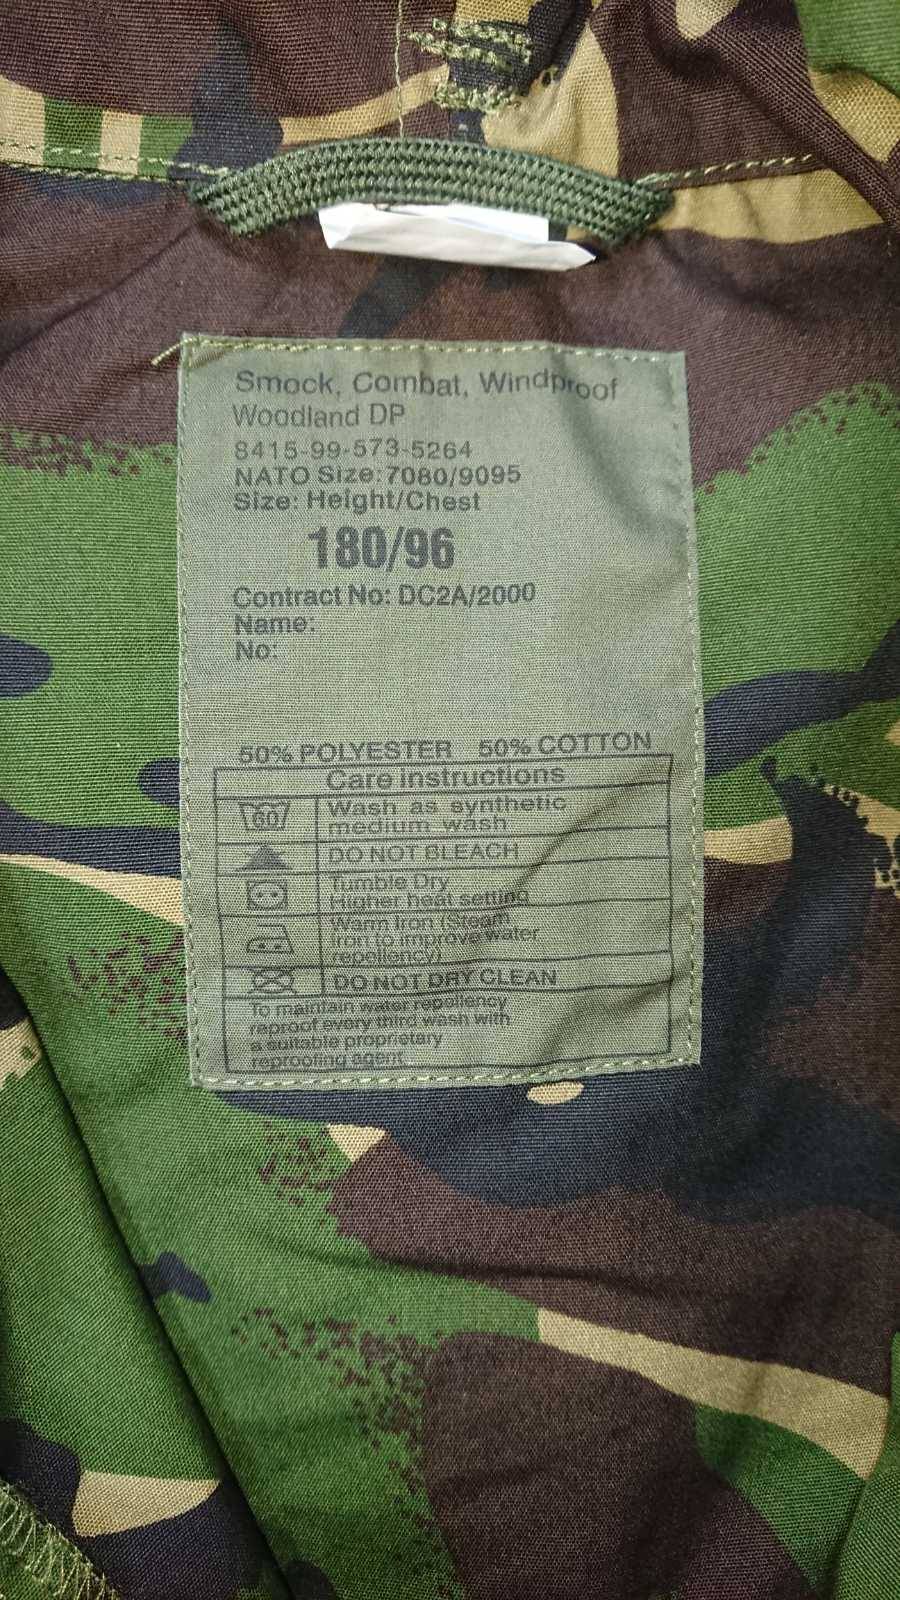 Smock, Combat, Windproof
Woodland DP
8415-99-573-5264
NATO Size: 7080/9095
Size: Height/Chest
180/96
Contract No: DC2A/2000
Name:
No:
50% POLYESTER 50% COTTON
Care instructions
60
Wash as synthetic
medium wash
DO NOT BLEACH
Tumble Dry
Higher heat setting
Warm Iron (Steam
iron to improve water
repellency)
DO NOT DRY CLEAN
To maintain water repellency
reproof every third wash with
a suitable proprietary
reproofing agent